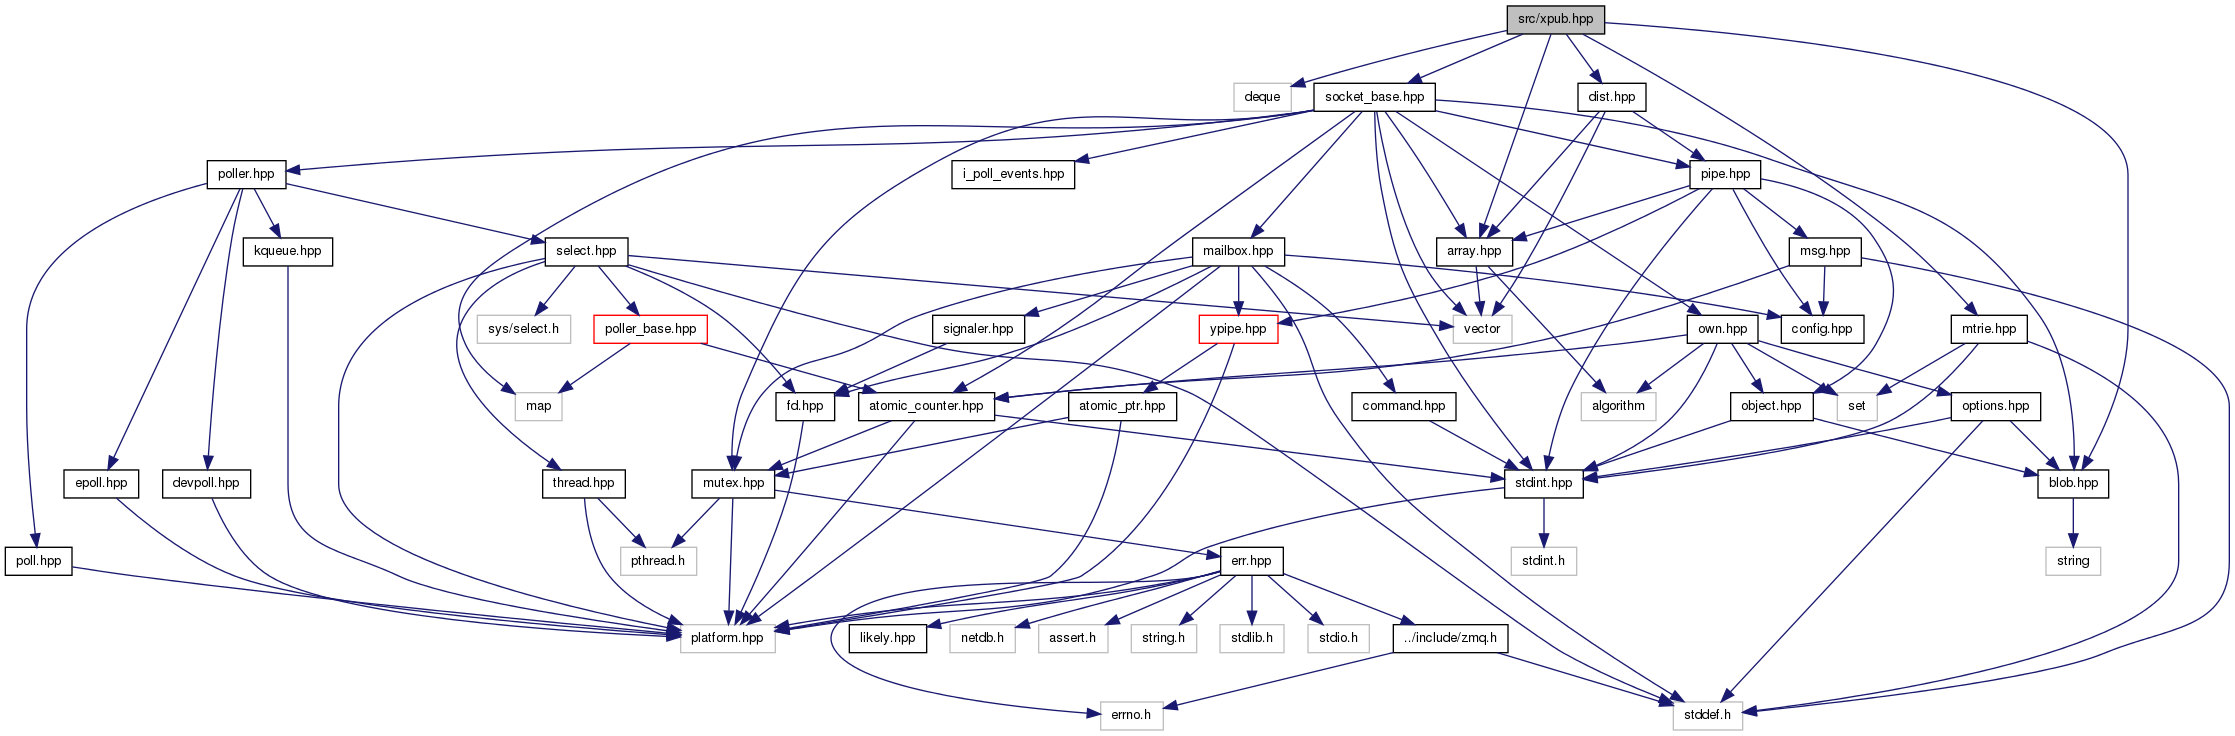 src/xpub.hpp
deque
socket_base.hpp
dist.hpp
poller.hpp
i_poll_events.hpp
pipe.hpp
kqueue.hpp
select.hpp
mailbox.hpp
array.hpp
msg.hpp
sys/select.h
poller_base.hpp
signaler.hpp
ypipe.hpp
vector
own.hpp
config.hpp
mtrie.hpp
map
fd.hpp
atomic_counter.hpp
atomic_ptr.hpp
command.hpp
algorithm
object.hpp
set
options.hpp
epoll.hpp
devpoll.hpp
thread.hpp
mutex.hpp
stdint.hpp
blob.hpp
poll.hpp
pthread.h
err.hpp
stdint.h
string
platform.hpp
likely.hpp
netdb.h
assert.h
string.h
stdlib.h
stdio.h
../include/zmq.h
errno.h
stddef.h